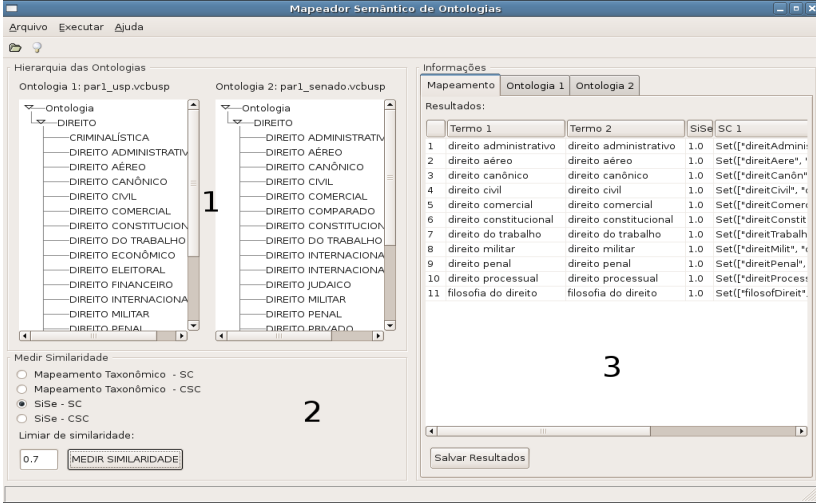 Mapeador Semântico de Ontologias
Arquivo Executar Ajuda
Hierarquia das Ontologias
Ontologia 1: par1_usp.vcbusp
Ontologia
DIREITO
CRIMINALÍSTICA
DIREITO ADMINISTRATIV
DIREITO AÉREO
DIREITO CANÔNICO
DIREITO CIVIL
DIREITO COMERCIAL
DIREITO CONSTITUCION
DIREITO DO TRABALHO
DIREITO ECONÔMICO
DIREITO ELEITORAL
DIREITO FINANCEIRO
DIREITO INTERNACIONA
DIREITO MILITAR
DIREITO PENAL
1
Ontologia 2: par1_senado.vcbusp
Ontologia
DIREITO
DIREITO ADMINISTRATIV
DIREITO AÉREO
DIREITO CANÔNICO
DIREITO CIVIL
DIREITO COMERCIAL
DIREITO COMPARADO
DIREITO CONSTITUCION
DIREITO DO TRABALHO
DIREITO INTERNACIONA
DIREITO INTERNACIONA
DIREITO JUDAICO
DIREITO MILITAR
DIREITO PENAL
DIREITO PRIVADO
Medir Similaridade
Mapeamento Taxonômico - SC
Mapeamento Taxonômico - CSC
SiSe - SC
SiSe - CSC
2
Limiar de similaridade:
0.7 MEDIR SIMILARIDADE
Informações
Mapeamento Ontologia 1 Ontologia 2
Resultados:
Termo 1 Termo 2 SiSe SC 1
1 direito administrativo direito administrativo 1.0 Set(["direitAdminis
2 direito aéreo direito aéreo 1.0 Set(["direitAere", "
3 direito canônico direito canônico 1.0 Set(["direitCanôn"
4 direito civil direito civil 1.0 Set(["direitCivil", "c
5 direito comercial direito comercial 1.0 Set(["direitComerc
6 direito constitucional direito constitucional 1.0 Set(["direitConstit
7 direito do trabalho direito do trabalho 1.0 Set(["direitTrabalh
8 direito militar direito militar 1.0 Set(["direitMilit", "c
9 direito penal direito penal 1.0 Set(["direitPenal",
10 direito processual direito processual 1.0 Set(["direitProcess
11 filosofia do direito filosofia do direito 1.0 Set(["filosofDireit".
3
Salvar Resultados